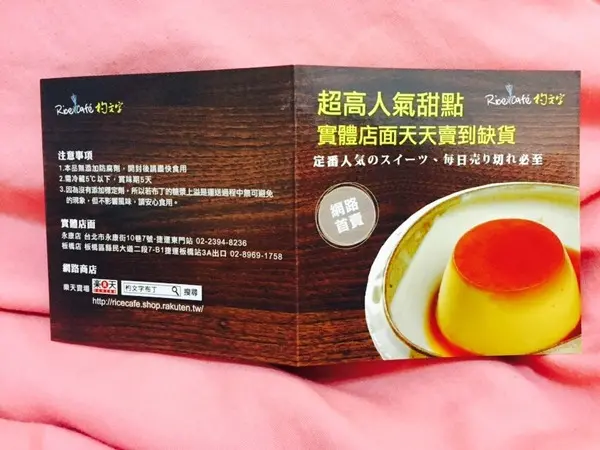 Rice Café 杓文字
注意事項
1.本品無添加防腐劑，開封後請盡快食用
2.需冷藏5℃以下，賞味期5天
3.因為沒有添加穩定劑，所以若布丁的糖漿上溢是運送過程中無可避免
的現象，但不影響風味，請安心食用。
實體店面
永康店 台北市永康街10巷7號-捷運東門站 02-2394-8236
板橋店 板橋區縣民大道二段7-B1捷運板橋站3A出口 02-8969-1758
網路商店
樂天賣場 樂天 杓文字布丁 搜尋
http://ricecafe.shop.rakuten.tw/
Rice Café 杓文字
超高人氣甜點
實體店面天天賣到缺貨
定番人気のスイーツ、毎日売り切れ必至
網路
首賣